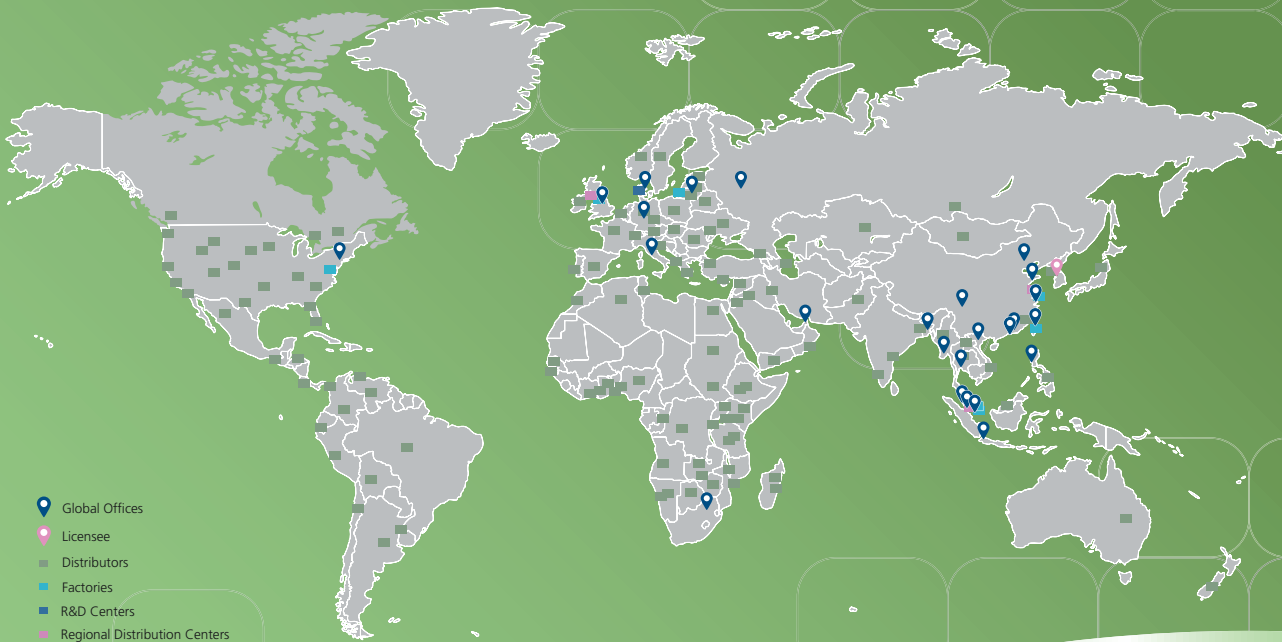 Global Offices
Licensee
Distributors
Factories
R&D Centers
Regional Distribution Centers